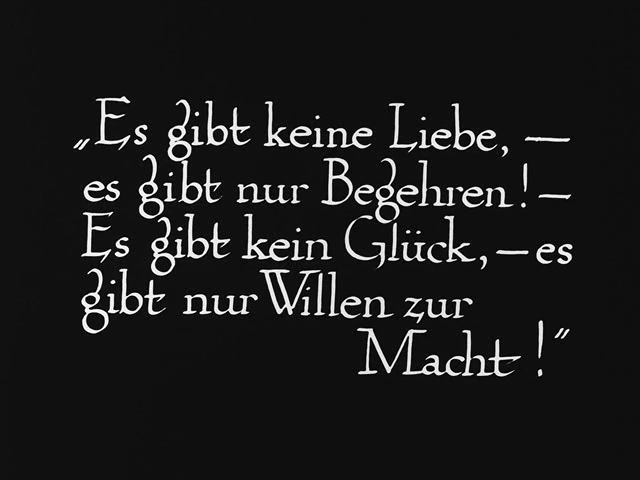 „Es gibt keine Liebe, —
es gibt nur Begehren! —
Es gibt kein Glück, — es
gibt nur Willen zur
Macht!“